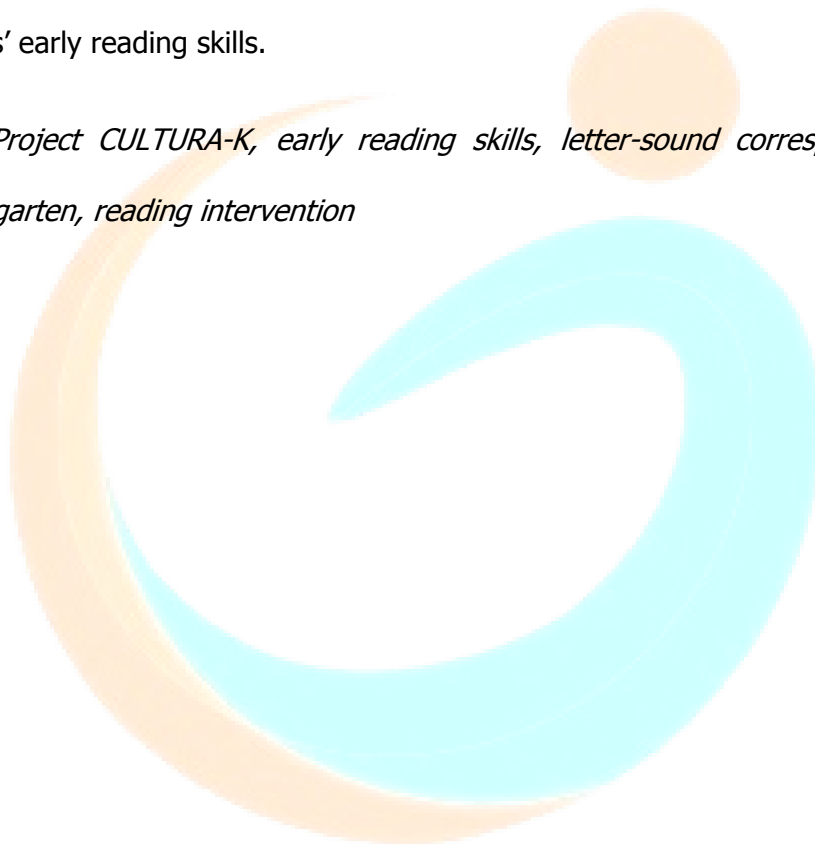 s’ early reading skills.
Project CULTURA-K, early reading skills, letter-sound corres
garten, reading intervention